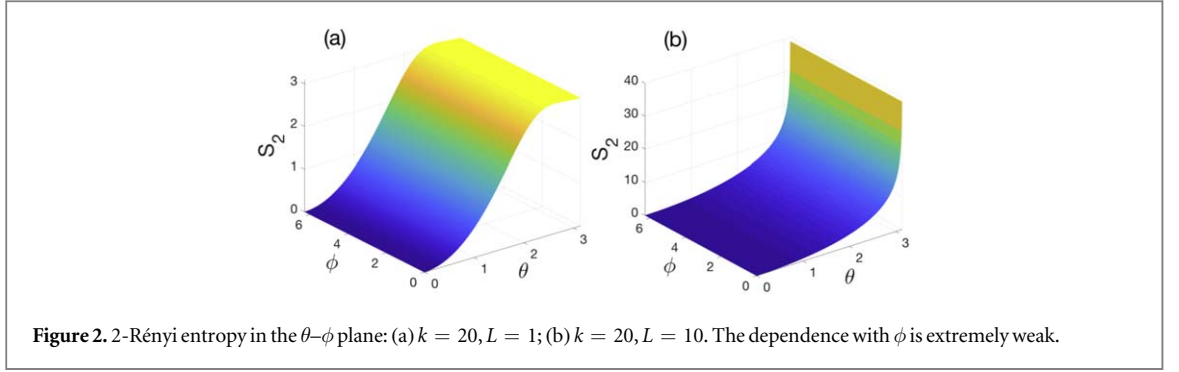 (a)
S₂
3
2
1
0
6
4
2
0
ϕ
0
1
2
3
θ
(b)
S₂
40
30
20
10
0
6
4
2
0
ϕ
0
1
2
3
θ
Figure 2. 2-Rényi entropy in the θ–ϕ plane: (a) k = 20, L = 1; (b) k = 20, L = 10. The dependence with ϕ is extremely weak.